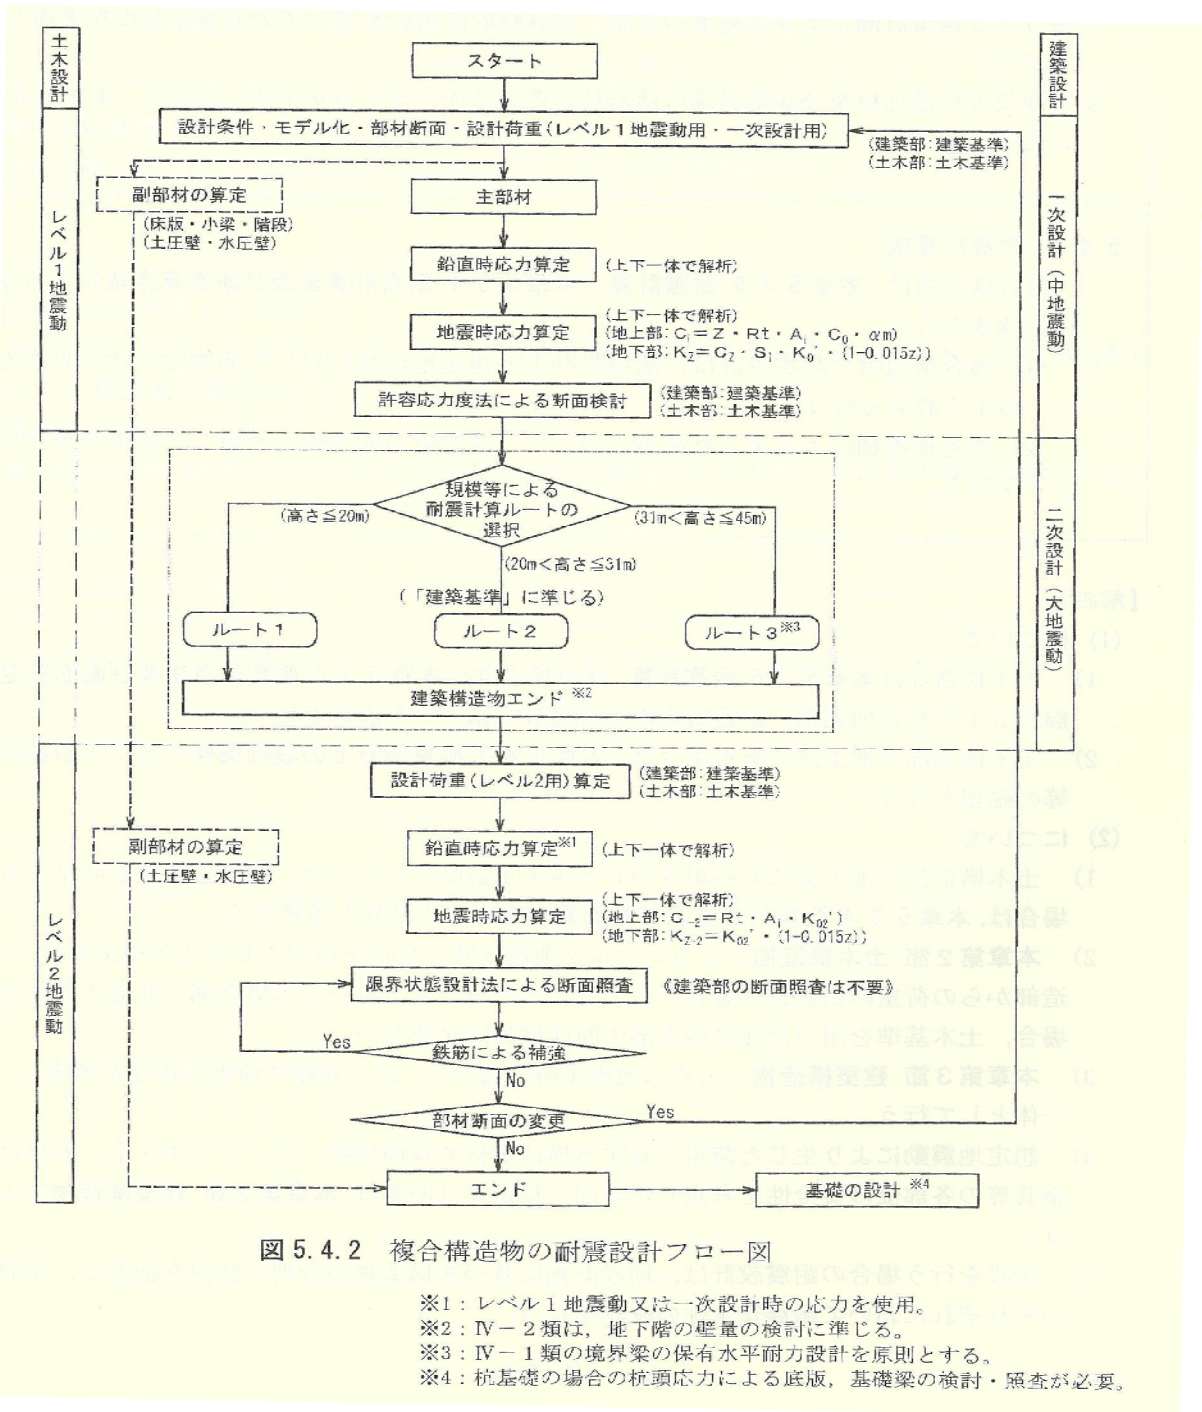 土木設計
建築設計
スタート
設計条件・モデル化・部材断面・設計荷重(レベル1地震動用・一次設計用)
(建築部:建築基準)
(土木部:土木基準)
副部材の算定
(床版・小梁・階段)
(土圧壁・水圧壁)
主部材
レベル1地震動
一次設計(中地震動)
鉛直時応力算定
(上下一体で解析)
地震時応力算定
(上下一体で解析)
(地上部:Ci=Z・Rt・Ai・C0・αm)
(地下部:KZ=CZ・Si・K0'・(1-0.015z))
許容応力度法による断面検討
(建築部:建築基準)
(土木部:土木基準)
規模等による
耐震計算ルートの
選択
(高さ≦20m)
(31m<高さ≦45m)
(20m<高さ≦31m)
(「建築基準」に準じる)
二次設計(大地震動)
ルート1
ルート2
ルート3※3
建築構造物エンド ※2
設計荷重(レベル2用)算定
(建築部:建築基準)
(土木部:土木基準)
副部材の算定
(土圧壁・水圧壁)
鉛直時応力算定※1
(上下一体で解析)
レベル2地震動
地震時応力算定
(上下一体で解析)
(地上部:C-2=Rt・Ai・K02')
(地下部:KZ-2=K02'・(1-0.015z))
限界状態設計法による断面照査
《建築部の断面照査は不要》
Yes
鉄筋による補強
No
部材断面の変更
Yes
No
エンド
基礎の設計 ※4
図5.4.2 複合構造物の耐震設計フロー図
※1:レベル1地震動又は一次設計時の応力を使用。
※2:Ⅳ-2類は,地下階の壁量の検討に準じる。
※3:Ⅳ-1類の境界梁の保有水平耐力設計を原則とする。
※4:杭基礎の場合の杭頭応力による底版,基礎梁の検討・照査が必要。